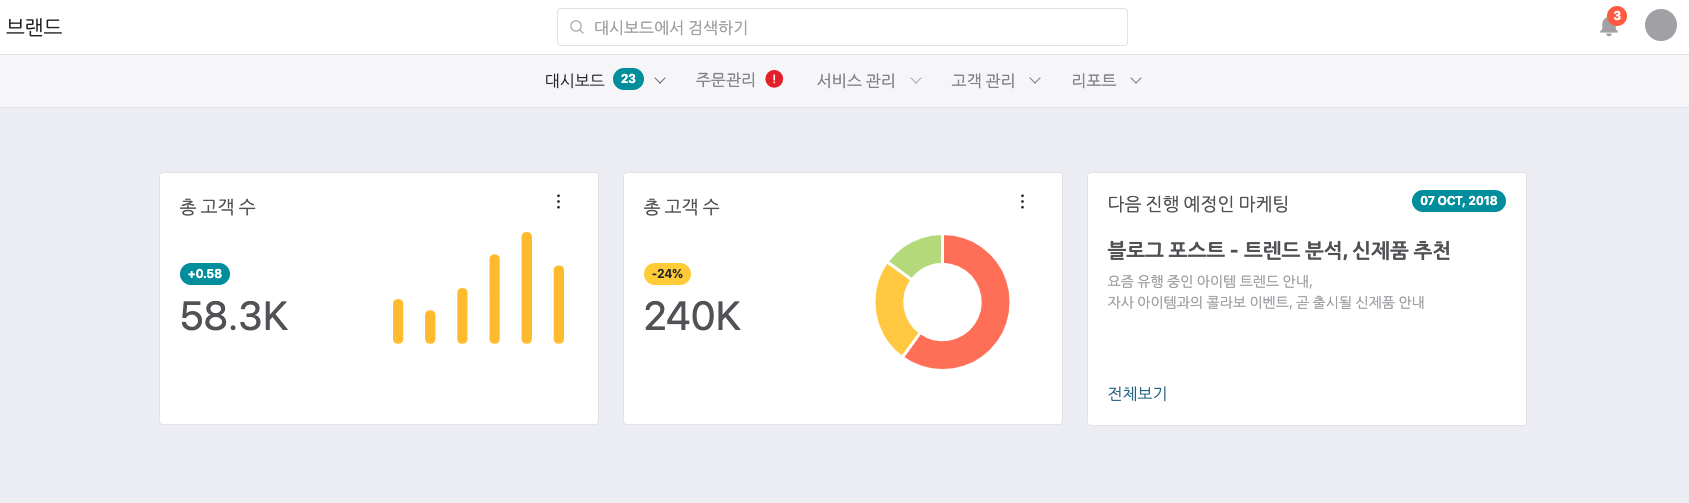 브랜드
대시보드에서 검색하기
3
대시보드 23 주문관리 ! 서비스 관리 고객 관리 리포트
총 고객 수
+0.58
58.3K
총 고객 수
-24%
240K
다음 진행 예정인 마케팅 07 OCT, 2018
블로그 포스트 - 트렌드 분석, 신제품 추천
요즘 유행 중인 아이템 트렌드 안내,
자사 아이템과의 콜라보 이벤트, 곧 출시될 신제품 안내
전체보기